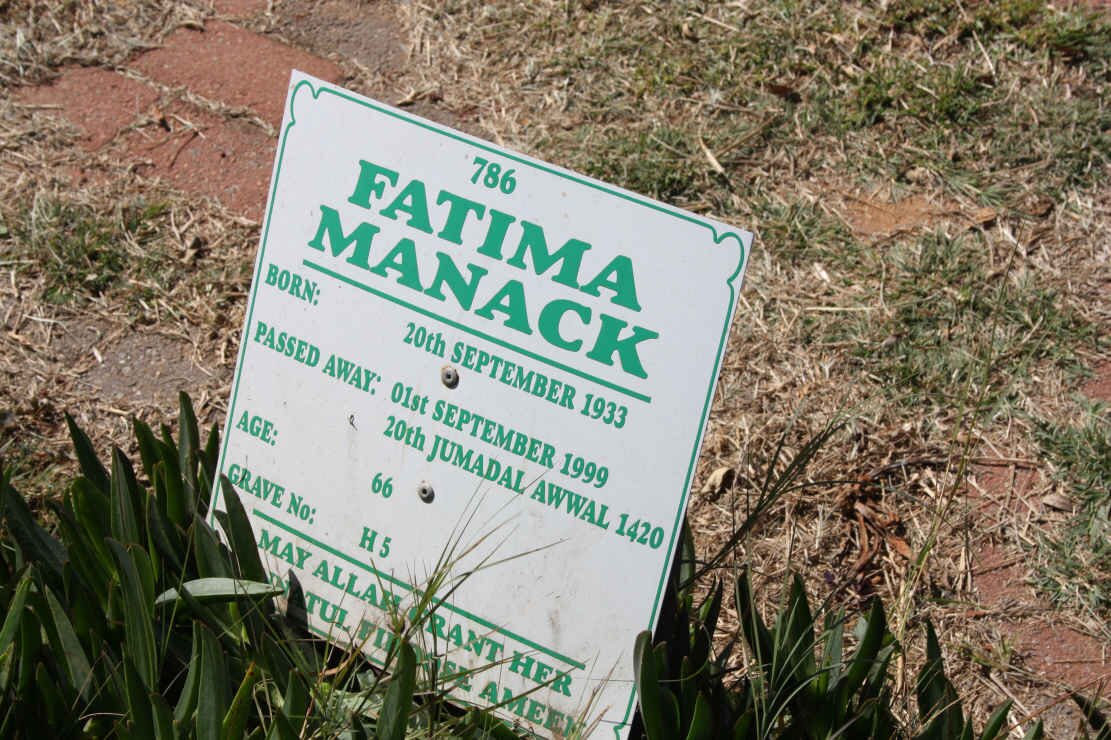 786
FATIMA
MANACK
BORN: 20th SEPTEMBER 1933
PASSED AWAY: 01st SEPTEMBER 1999
20th JUMADAL AWWAL 1420
AGE: 66
GRAVE No: H 5
MAY ALLAH GRANT HER
AMEEN